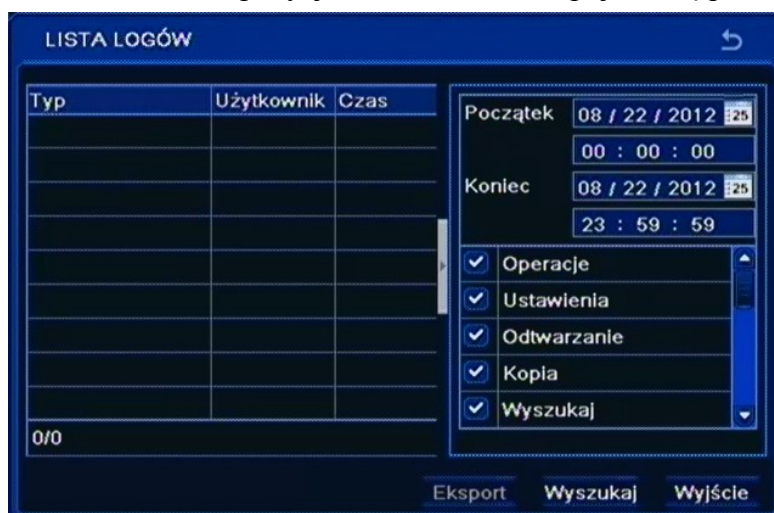 LISTA LOGÓW
Typ Użytkownik Czas
0/0
Początek 08 / 22 / 2012 25
00 : 00 : 00
Koniec 08 / 22 / 2012 25
23 : 59 : 59
Operacje
Ustawienia
Odtwarzanie
Kopia
Wyszukaj
Eksport Wyszukaj Wyjście